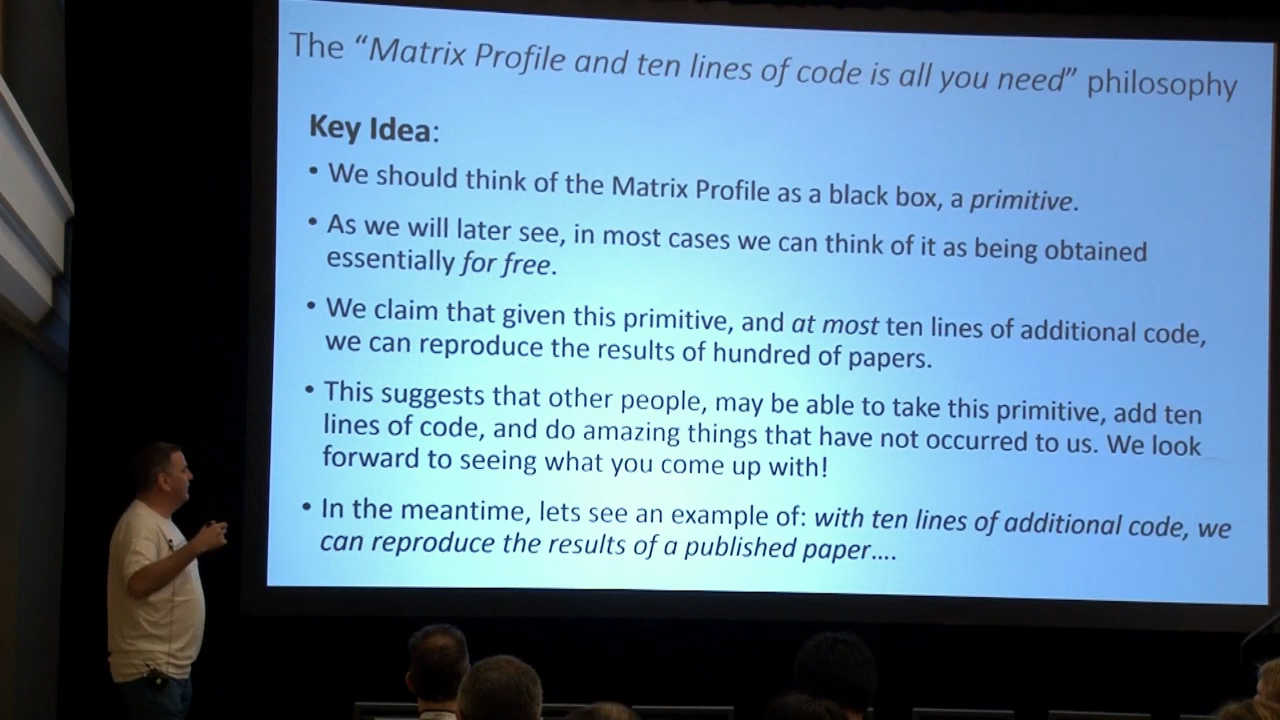 The “Matrix Profile and ten lines of code is all you need” philosophy
Key Idea:
• We should think of the Matrix Profile as a black box, a primitive.
• As we will later see, in most cases we can think of it as being obtained
essentially for free.
• We claim that given this primitive, and at most ten lines of additional code,
we can reproduce the results of hundred of papers.
• This suggests that other people, may be able to take this primitive, add ten
lines of code, and do amazing things that have not occurred to us. We look
forward to seeing what you come up with!
• In the meantime, lets see an example of: with ten lines of additional code, we
can reproduce the results of a published paper....